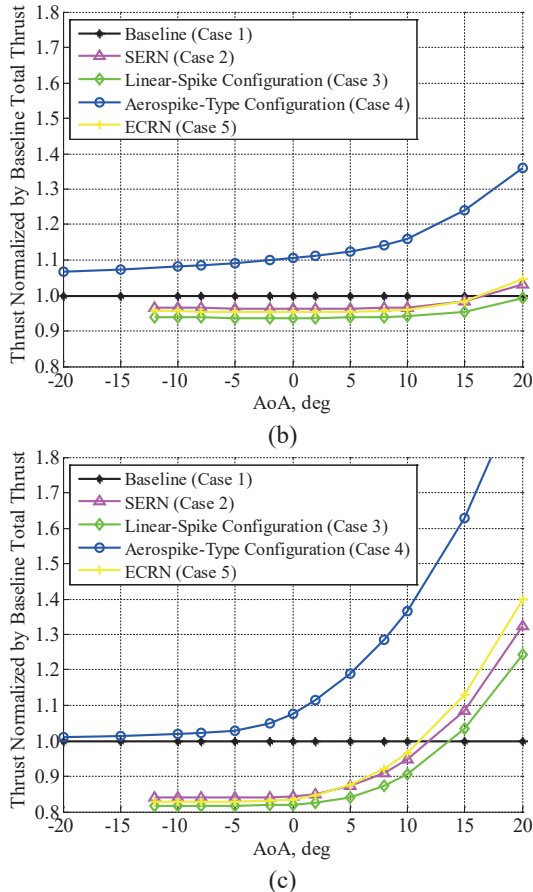 1.8
Baseline (Case 1)
1.7
SERN (Case 2)
Linear-Spike Configuration (Case 3)
1.6
Aerospike-Type Configuration (Case 4)
1.5
ECRN (Case 5)
1.4
1.3
1.2
1.1
1.0
0.9
0.8
Thrust Normalized by Baseline Total Thrust
-20 -15 -10 -5 0 5 10 15 20
AoA, deg
(b)
1.8
Baseline (Case 1)
1.7
SERN (Case 2)
Linear-Spike Configuration (Case 3)
1.6
Aerospike-Type Configuration (Case 4)
1.5
ECRN (Case 5)
1.4
1.3
1.2
1.1
1.0
0.9
0.8
Thrust Normalized by Baseline Total Thrust
-20 -15 -10 -5 0 5 10 15 20
AoA, deg
(c)